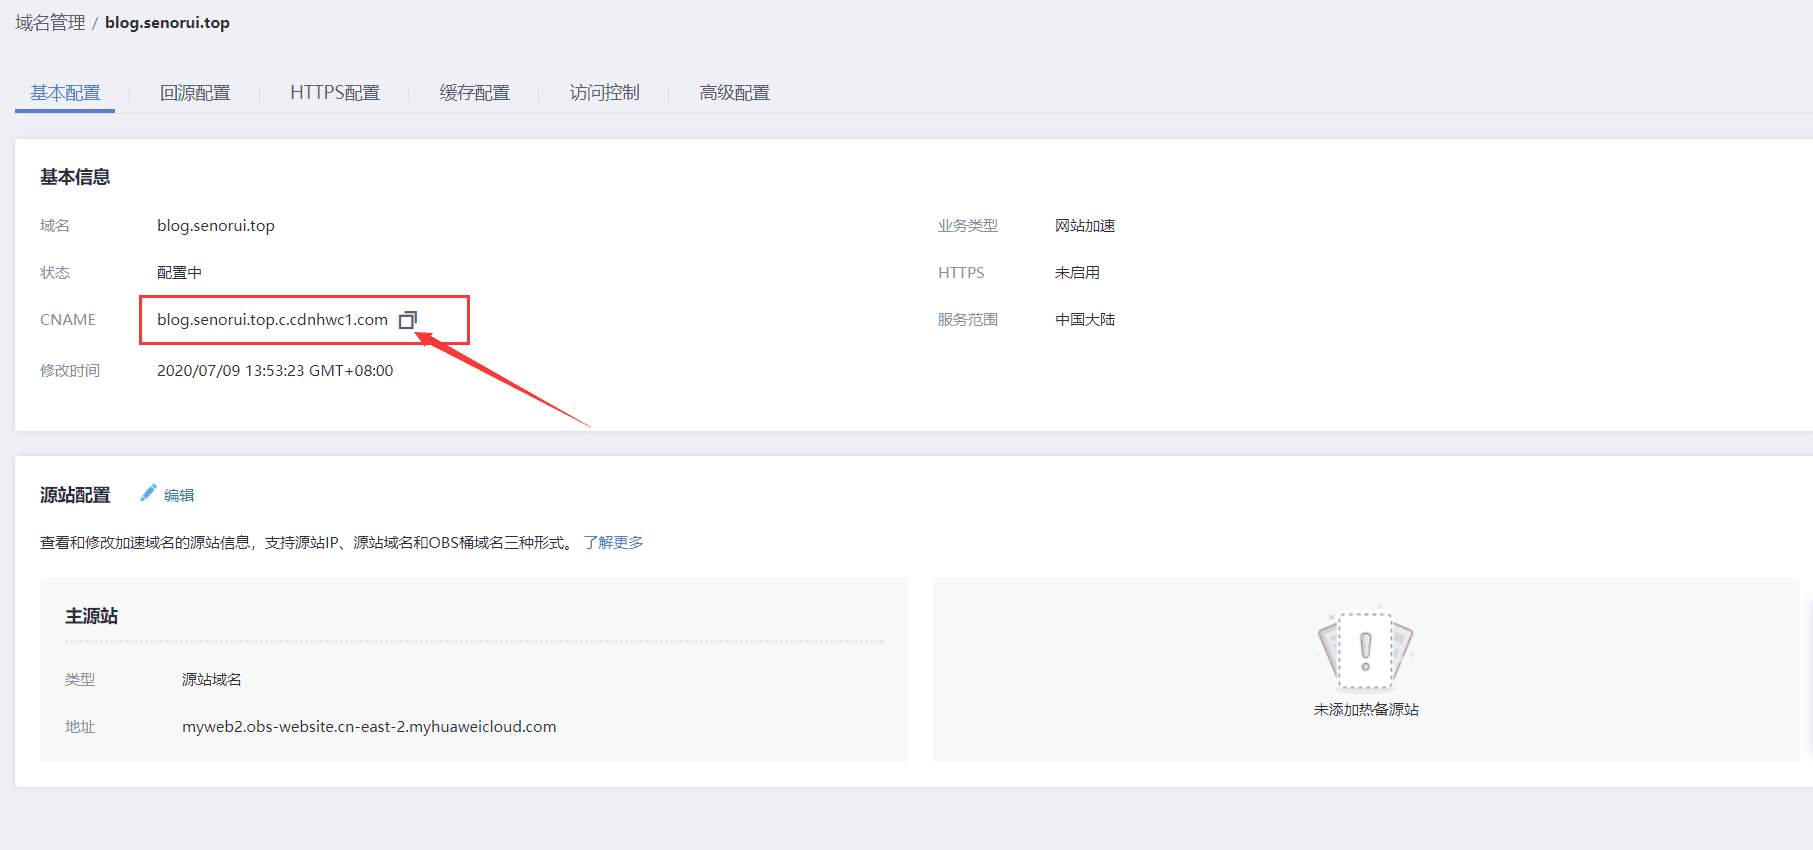 域名管理 / blog.senorui.top
基本配置 回源配置 HTTPS配置 缓存配置 访问控制 高级配置
基本信息
域名 blog.senorui.top 业务类型 网站加速
状态 配置中 HTTPS 未启用
CNAME blog.senorui.top.c.cdnhwc1.com 服务范围 中国大陆
修改时间 2020/07/09 13:53:23 GMT+08:00
源站配置 编辑
查看和修改加速域名的源站信息，支持源站IP、源站域名和OBS桶域名三种形式。 了解更多
主源站
类型 源站域名
地址 myweb2.obs-website.cn-east-2.myhuaweicloud.com
未添加热备源站